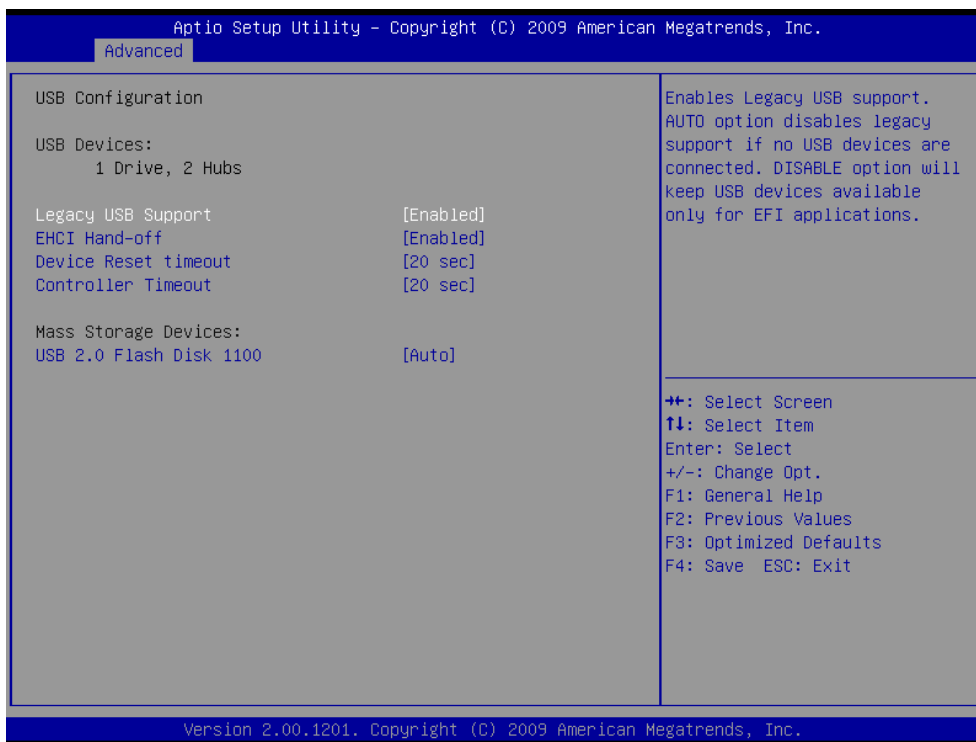 Aptio Setup Utility – Copyright (C) 2009 American Megatrends, Inc.
Advanced
USB Configuration
USB Devices:
1 Drive, 2 Hubs
Legacy USB Support [Enabled]
EHCI Hand-off [Enabled]
Device Reset timeout [20 sec]
Controller Timeout [20 sec]
Mass Storage Devices:
USB 2.0 Flash Disk 1100 [Auto]
Enables Legacy USB support.
AUTO option disables legacy
support if no USB devices are
connected. DISABLE option will
keep USB devices available
only for EFI applications.
→←: Select Screen
↑↓: Select Item
Enter: Select
+/-: Change Opt.
F1: General Help
F2: Previous Values
F3: Optimized Defaults
F4: Save  ESC: Exit
Version 2.00.1201. Copyright (C) 2009 American Megatrends, Inc.